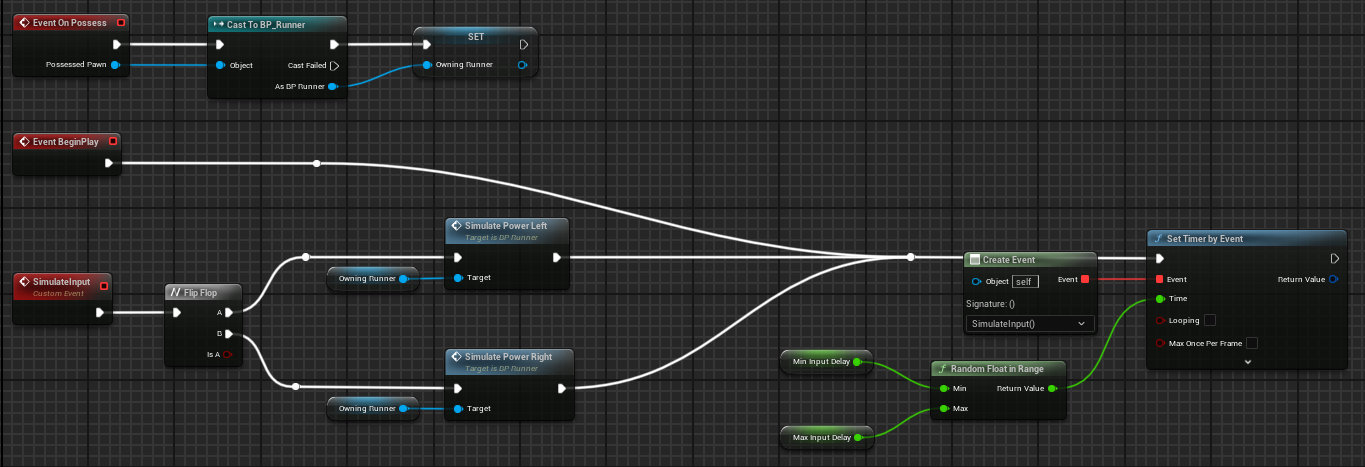 Event On Possess
Possessed Pawn
Cast To BP_Runner
Object
Cast Failed
As BP Runner
SET
Owning Runner
Event BeginPlay
SimulateInput
Custom Event
Flip Flop
A
B
Is A
Simulate Power Left
Target is BP Runner
Owning Runner
Target
Simulate Power Right
Target is BP Runner
Owning Runner
Target
Create Event
Object self
Event
Signature: ()
SimulateInput()
Min Input Delay
Max Input Delay
Random Float in Range
Min
Return Value
Max
Set Timer by Event
Event
Return Value
Time
Looping
Max Once Per Frame